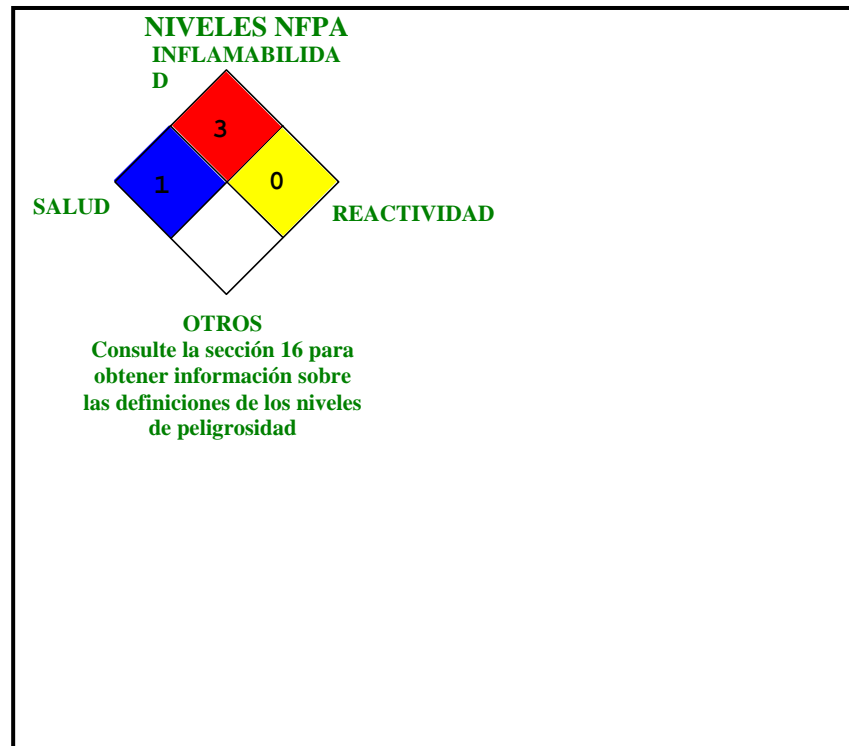 NIVELES NFPA
INFLAMABILIDA
D
3
1
0
SALUD
REACTIVIDAD
OTROS
Consulte la sección 16 para
obtener información sobre
las definiciones de los niveles
de peligrosidad